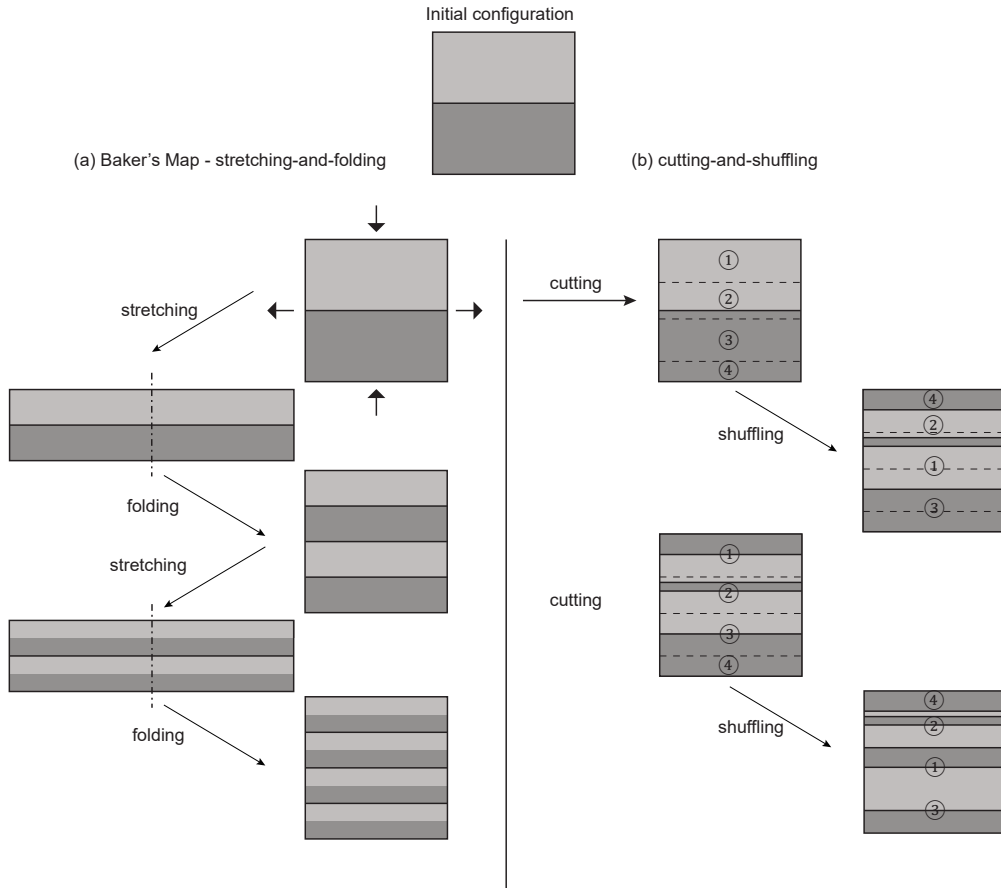 Initial configuration
(a) Baker's Map - stretching-and-folding
(b) cutting-and-shuffling
stretching
folding
stretching
folding
cutting
①
②
③
④
shuffling
④
②
①
③
cutting
①
②
③
④
shuffling
④
②
①
③